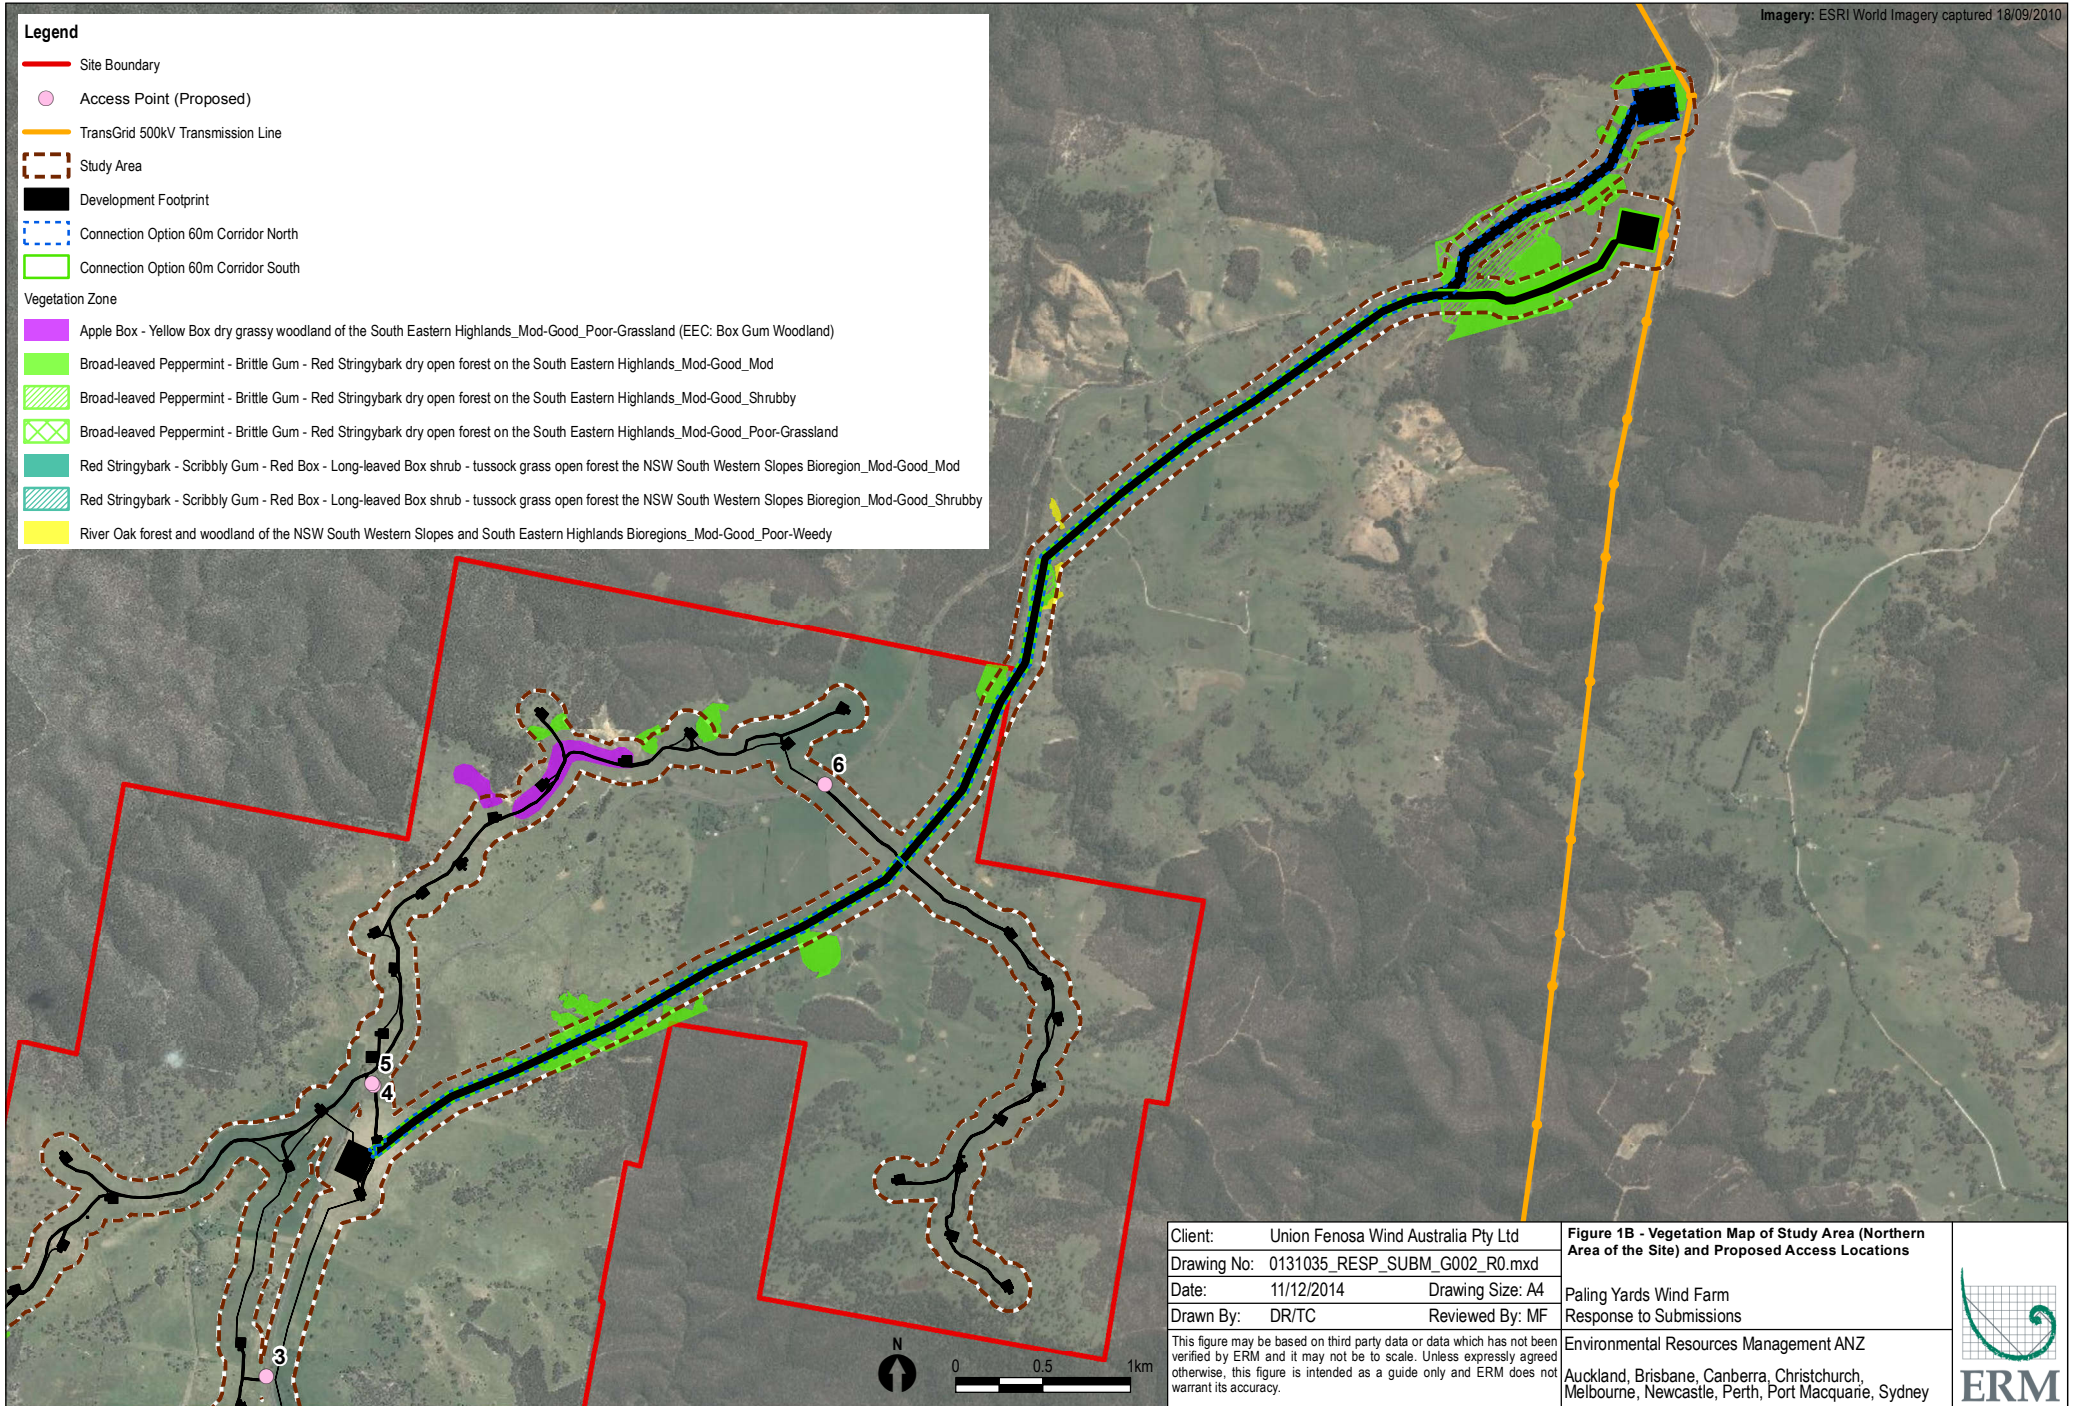 Imagery: ESRI World Imagery captured 18/09/2010
Legend
Site Boundary
Access Point (Proposed)
TransGrid 500kV Transmission Line
Study Area
Development Footprint
Connection Option 60m Corridor North
Connection Option 60m Corridor South
Vegetation Zone
Apple Box - Yellow Box dry grassy woodland of the South Eastern Highlands_Mod-Good_Poor-Grassland (EEC: Box Gum Woodland)
Broad-leaved Peppermint - Brittle Gum - Red Stringybark dry open forest on the South Eastern Highlands_Mod-Good_Mod
Broad-leaved Peppermint - Brittle Gum - Red Stringybark dry open forest on the South Eastern Highlands_Mod-Good_Shrubby
Broad-leaved Peppermint - Brittle Gum - Red Stringybark dry open forest on the South Eastern Highlands_Mod-Good_Poor-Grassland
Red Stringybark - Scribbly Gum - Red Box - Long-leaved Box shrub - tussock grass open forest the NSW South Western Slopes Bioregion_Mod-Good_Mod
Red Stringybark - Scribbly Gum - Red Box - Long-leaved Box shrub - tussock grass open forest the NSW South Western Slopes Bioregion_Mod-Good_Shrubby
River Oak forest and woodland of the NSW South Western Slopes and South Eastern Highlands Bioregions_Mod-Good_Poor-Weedy
6
5
4
3
N
0 0.5 1km
Client: Union Fenosa Wind Australia Pty Ltd
Drawing No: 0131035_RESP_SUBM_G002_R0.mxd
Date: 11/12/2014 Drawing Size: A4
Drawn By: DR/TC Reviewed By: MF
This figure may be based on third party data or data which has not been
verified by ERM and it may not be to scale. Unless expressly agreed
otherwise, this figure is intended as a guide only and ERM does not
warrant its accuracy.
Figure 1B - Vegetation Map of Study Area (Northern
Area of the Site) and Proposed Access Locations
Paling Yards Wind Farm
Response to Submissions
Environmental Resources Management ANZ
Auckland, Brisbane, Canberra, Christchurch,
Melbourne, Newcastle, Perth, Port Macquarie, Sydney
ERM